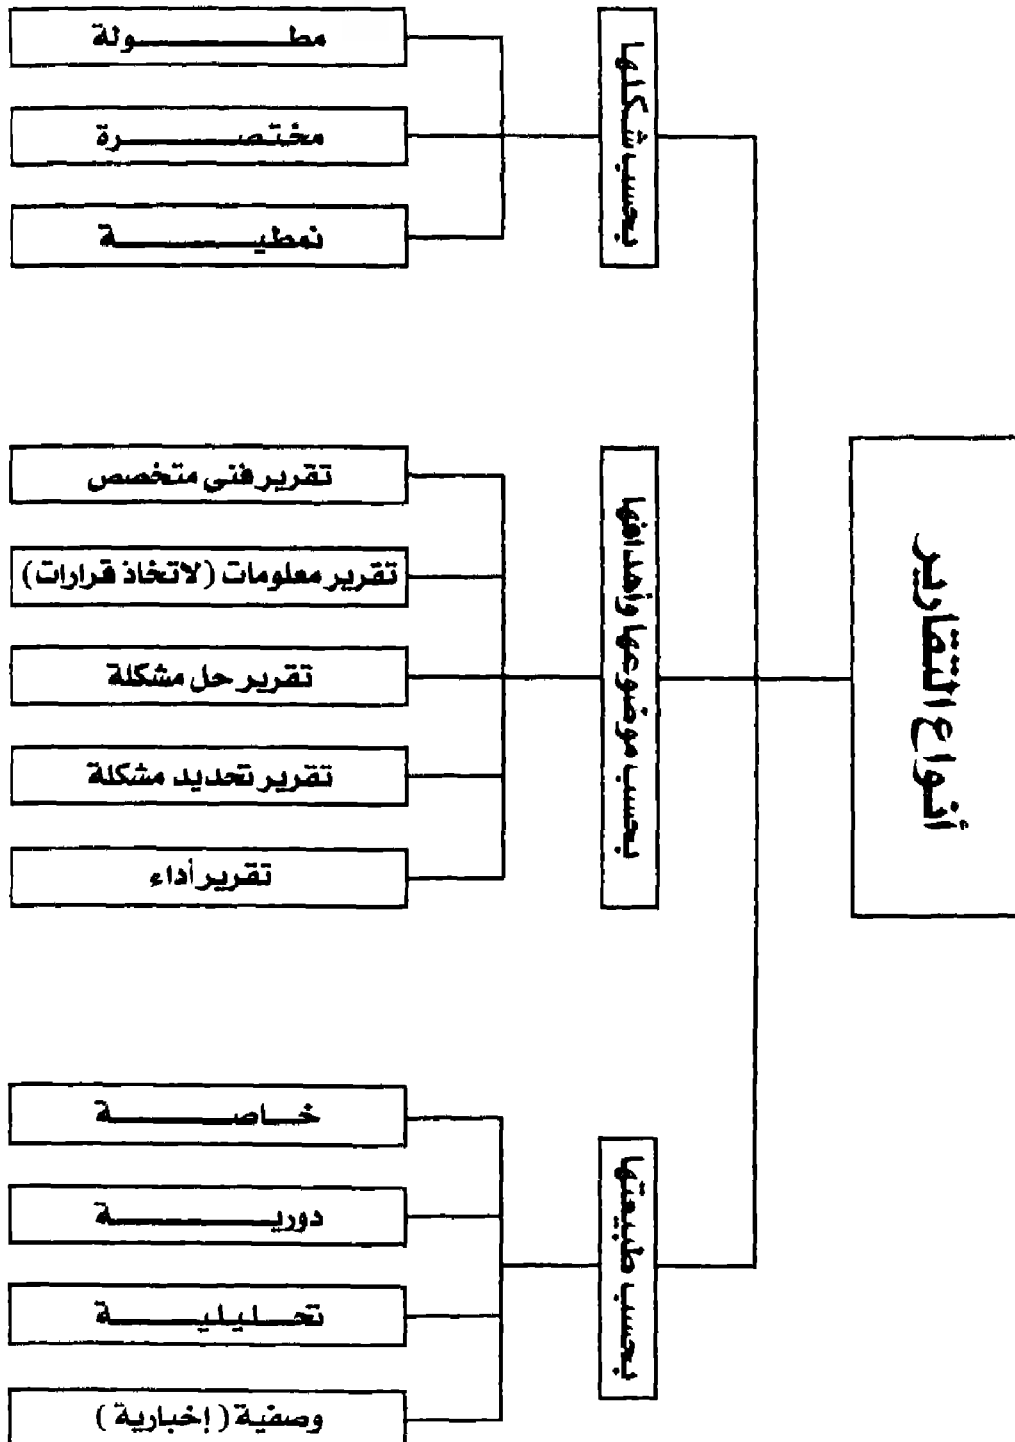 أنواع التقارير
بحسب شكلها
مطولة
مختصرة
نمطية
بحسب موضوعها وأهدافها
تقرير فني متخصص
تقرير معلومات (لاتخاذ قرارات)
تقرير حل مشكلة
تقرير تحديد مشكلة
تقرير أداء
بحسب طبيعتها
خاصة
دورية
تحليلية
وصفية (إخبارية)